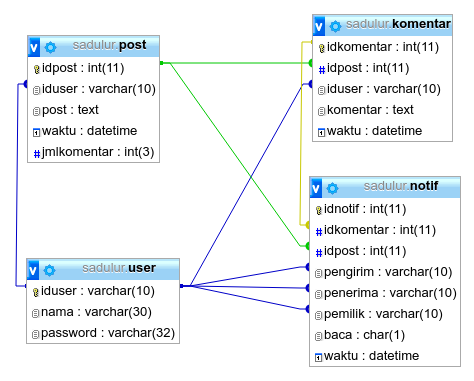 sadulur.post
idpost : int(11)
iduser : varchar(10)
post : text
waktu : datetime
jmlkomentar : int(3)
sadulur.komentar
idkomentar : int(11)
idpost : int(11)
iduser : varchar(10)
komentar : text
waktu : datetime
sadulur.user
iduser : varchar(10)
nama : varchar(30)
password : varchar(32)
sadulur.notif
idnotif : int(11)
idkomentar : int(11)
idpost : int(11)
pengirim : varchar(10)
penerima : varchar(10)
pemilik : varchar(10)
baca : char(1)
waktu : datetime